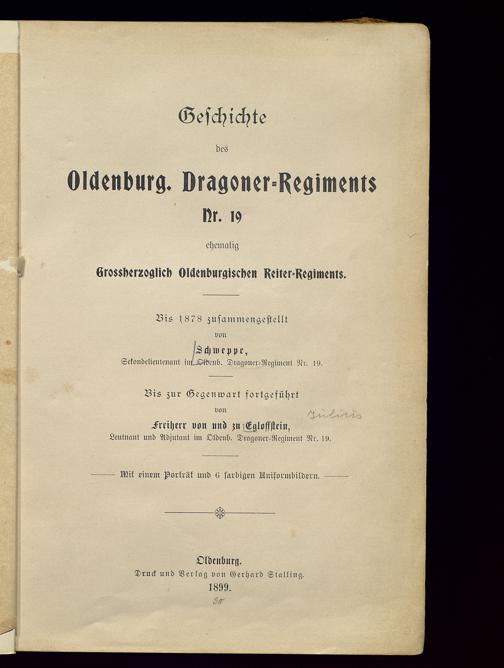 Geschichte
des
Oldenburg. Dragoner-Regiments
Nr. 19
ehemalig
Grossherzoglich Oldenburgischen Reiter-Regiments.
Bis 1878 zusammengestellt
von
Schweppe,
Sekondelieutenant im Oldenb. Dragoner-Regiment Nr. 19.
Bis zur Gegenwart fortgeführt
von
Julius
Freiherr von und zu Egloffstein,
Leutnant und Adjutant im Oldenb. Dragoner-Regiment Nr. 19.
Mit einem Porträt und 6 farbigen Uniformbildern.
Oldenburg.
Druck und Verlag von Gerhard Stalling.
1899.